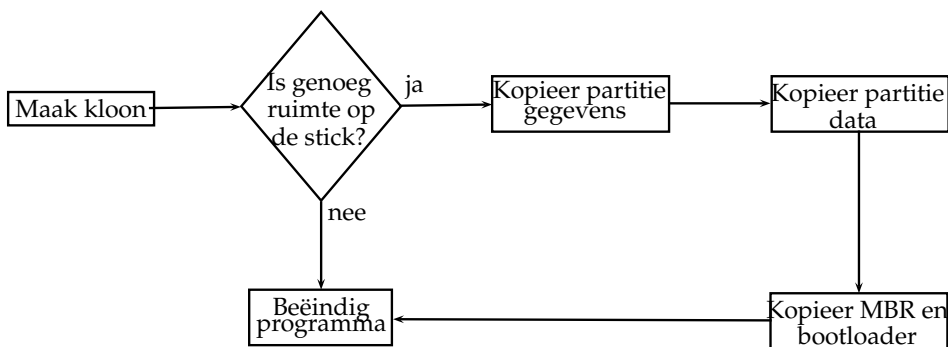 Maak kloon
Is genoeg
ruimte op
de stick?
ja
Kopieer partitie
gegevens
Kopieer partitie
data
nee
Beëindig
programma
Kopieer MBR en
bootloader